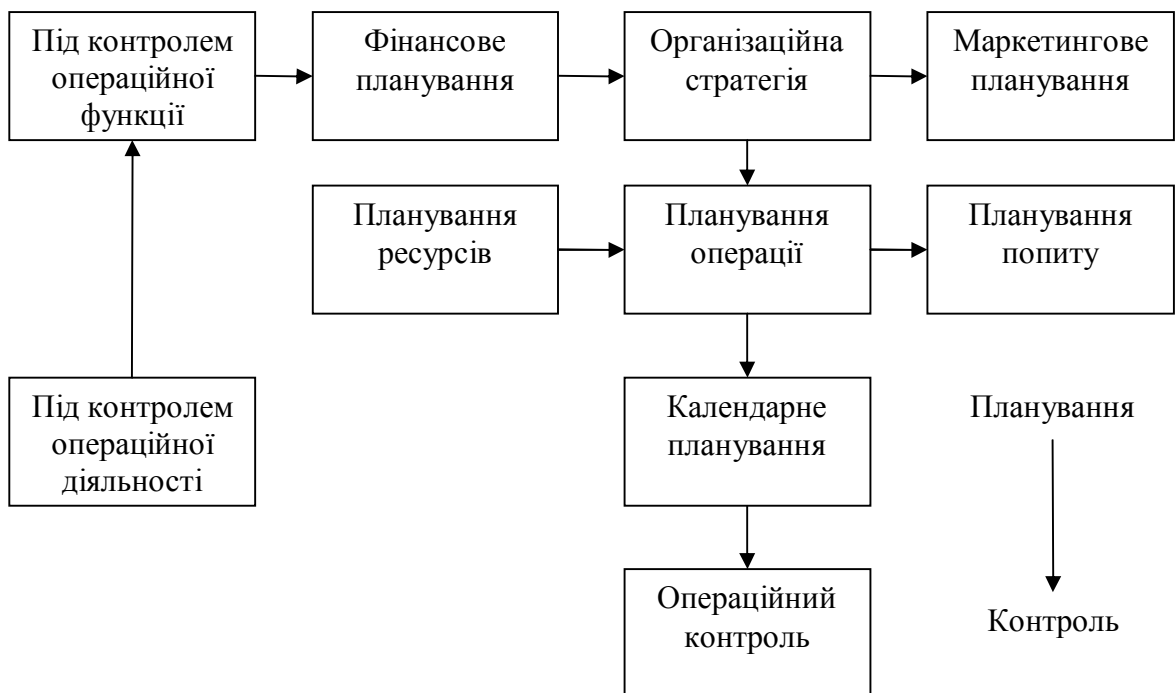 Під контролем
операційної
функції
Фінансове
планування
Організаційна
стратегія
Маркетингове
планування
Планування
ресурсів
Планування
операції
Планування
попиту
Під контролем
операційної
діяльності
Календарне
планування
Планування
Операційний
контроль
Контроль